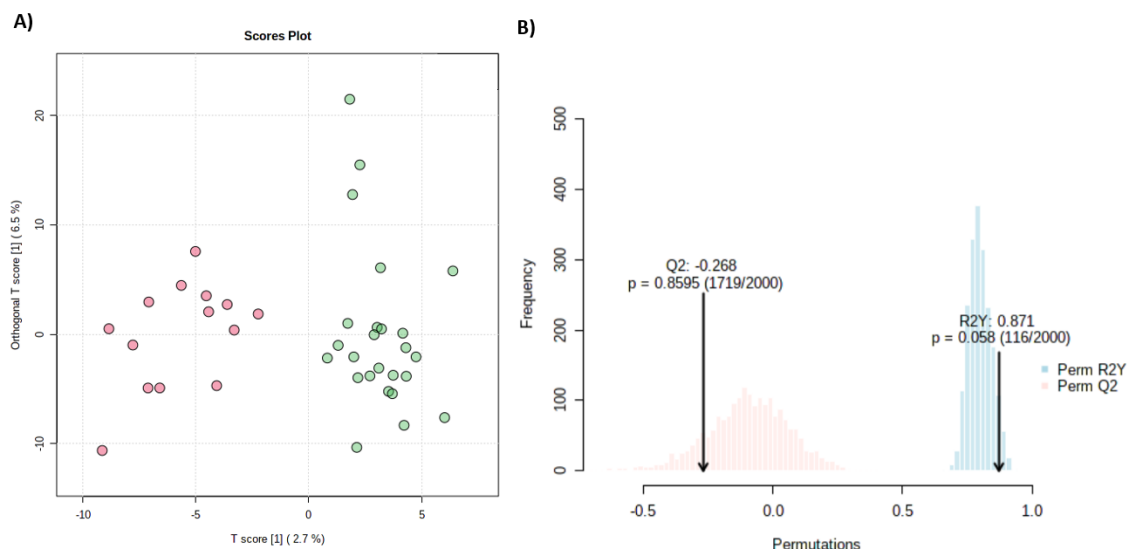 A)
Scores Plot
Orthogonal T score [1] ( 6.5 %)
20
10
0
-10
-10
-5
0
5
T score [1] ( 2.7 %)
B)
Frequency
500
400
300
200
100
0
Q2: -0.268
p = 0.8595 (1719/2000)
R2Y: 0.871
p = 0.058 (116/2000)
Perm R2Y
Perm Q2
-0.5
0.0
0.5
1.0
Permutations